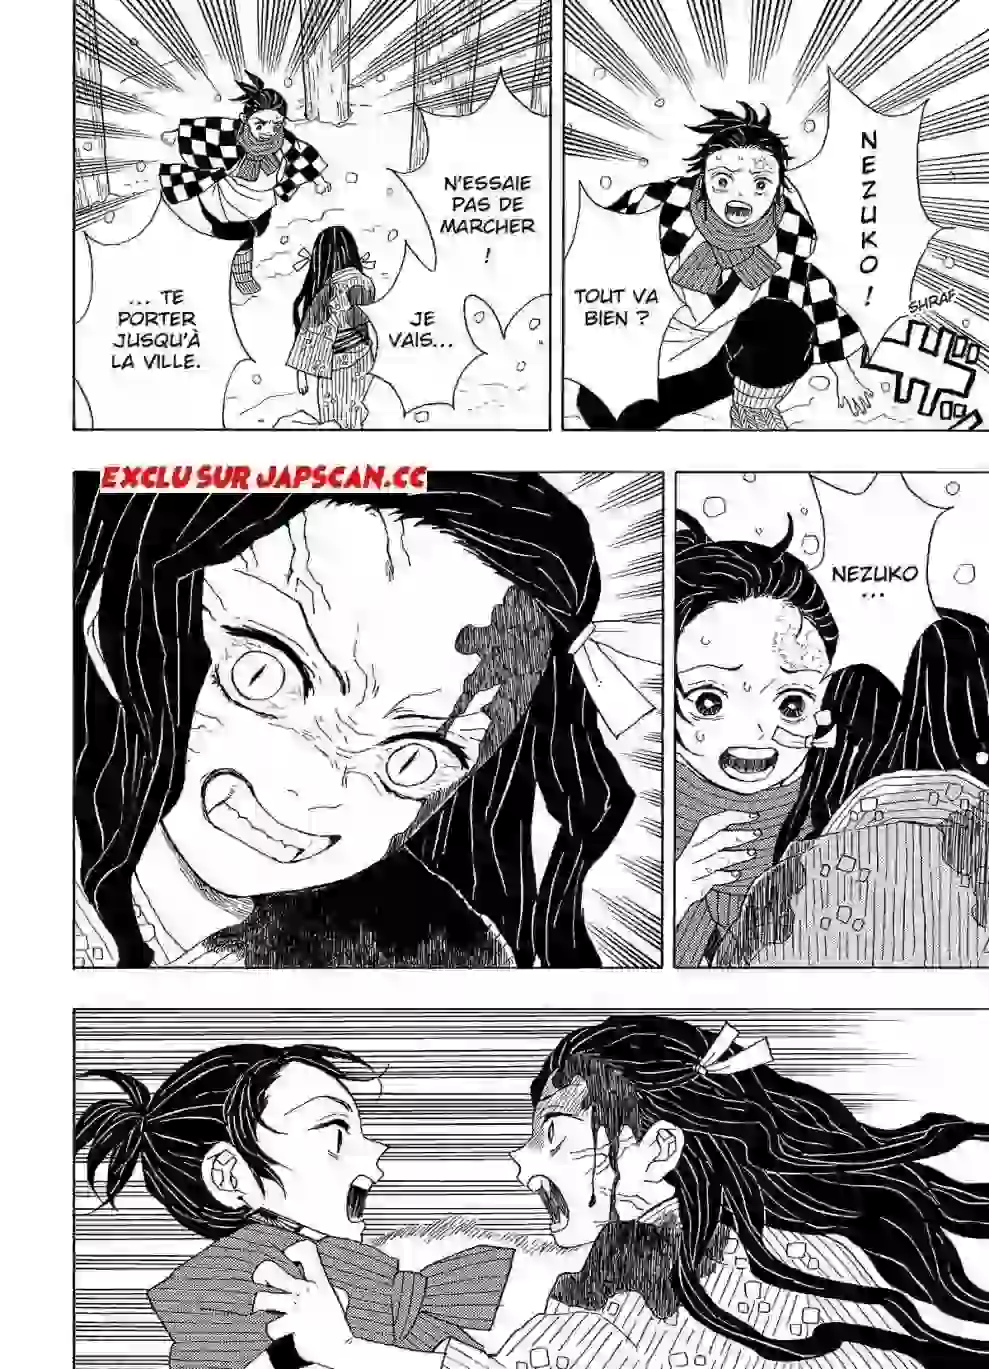 NEZUKO !
TOUT VA
BIEN ?
SHRAF
N'ESSAIE
PAS DE
MARCHER
!
JE
VAIS...
... TE
PORTER
JUSQU'À
LA VILLE.
EXCLU SUR JAPSCAN.CC
NEZUKO
...